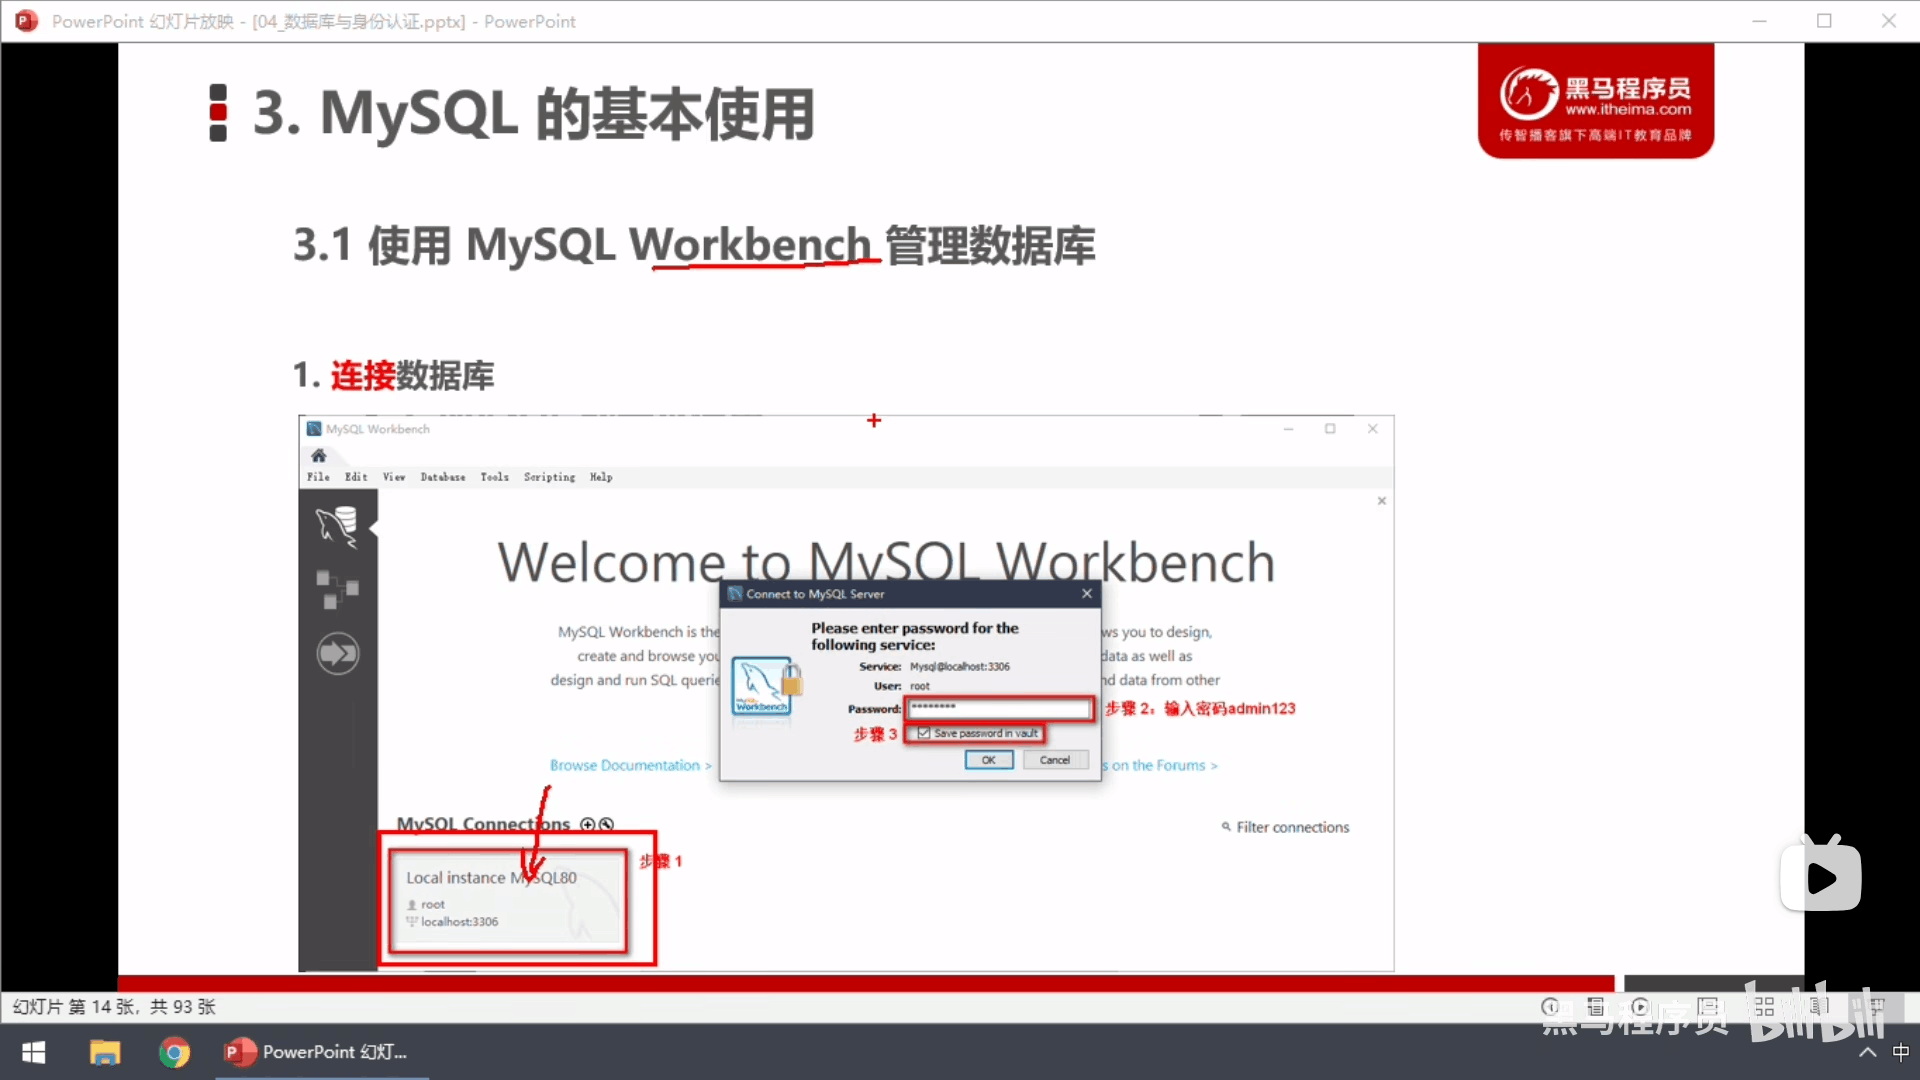 PowerPoint 幻灯片放映 - [04_数据库与身份认证.pptx] - PowerPoint
3. MySQL 的基本使用
黑马程序员
www.itheima.com
传智播客旗下高端IT教育品牌
3.1 使用 MySQL Workbench 管理数据库
1. 连接数据库
MySQL Workbench
File Edit View Database Tools Scripting Help
Welcome to MySQL Workbench
Connect to MySQL Server
Please enter password for the
following service:
MySQL Workbench is the
ws you to design,
create and browse you
data as well as
design and run SQL querie
nd data from other
Service: Mysql@localhost:3306
User: root
Password: ********
步骤 2：输入密码admin123
步骤 3
Save password in vault
OK Cancel
Workbench
Browse Documentation >
s on the Forums >
MySQL Connections
Filter connections
步骤 1
Local instance MySQL80
root
localhost:3306
幻灯片 第 14 张，共 93 张
黑马程序员 bilibili
PowerPoint 幻灯...
中